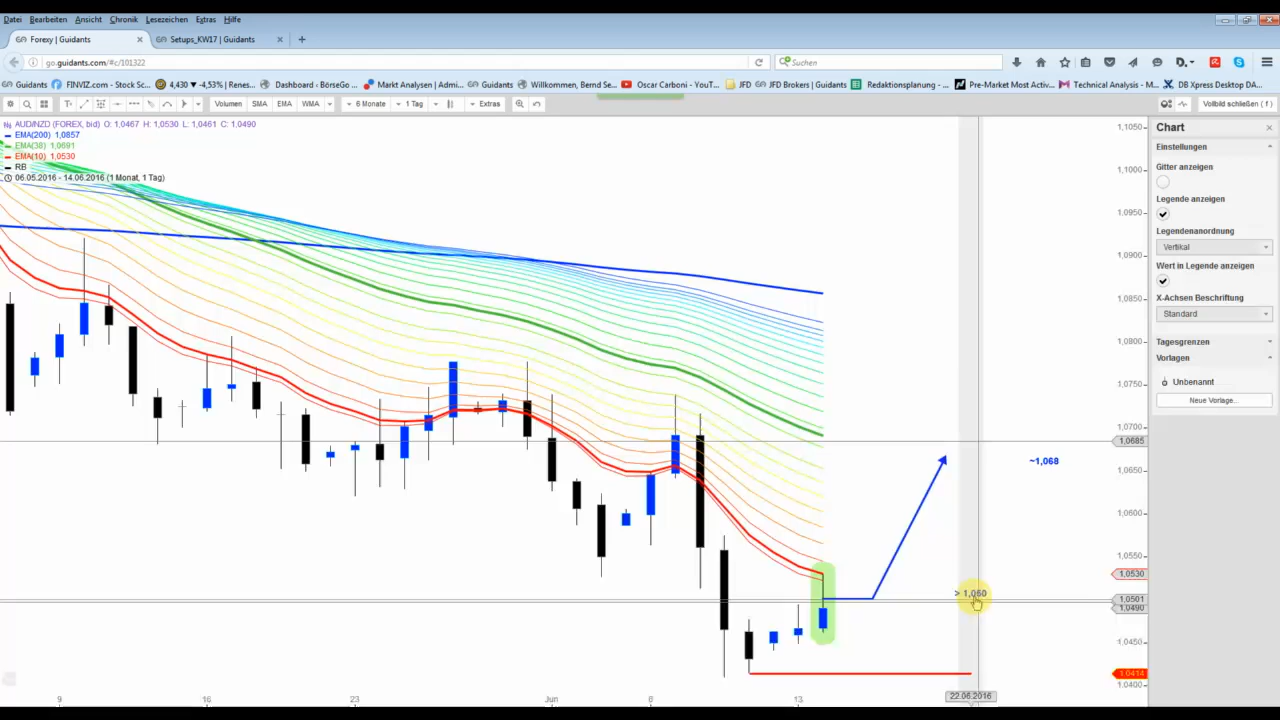 Datei Bearbeiten Ansicht Chronik Lesezeichen Extras Hilfe
Forexy | Guidants × Setups_KW17 | Guidants × +
go.guidants.com/#c/101322 Suchen
Guidants FINVIZ.com - Stock Sc... 4,430 ▾ -4,53% | Renes... Dashboard ‹ BörseGo ... Markt Analysen | Admi... Guidants Willkommen, Bernd Se... Oscar Carboni - YouT... JFD JFD Brokers | Guidants Redaktionsplanung - ... Pre-Market Most Activ... Technical Analysis - M... DB Xpress Desktop DA...
Volumen SMA EMA WMA 6 Monate 1 Tag Extras Vollbild schließen ( f )
AUD/NZD (FOREX, bid) O: 1,0467 H: 1,0530 L: 1,0461 C: 1,0490
EMA(200) 1,0857
EMA(38) 1,0691
EMA(10) 1,0530
RB
06.05.2016 - 14.06.2016 (1 Monat, 1 Tag)
1,1050
1,1000
1,0950
1,0900
1,0850
1,0800
1,0750
1,0700
1,0685
~1,068
1,0650
1,0600
1,0550
1,0530
> 1,050
1,0501
1,0490
1,0450
1,0414
1,0400
9 16 23 Jun 6 13
22.06.2016
Chart ×
Einstellungen
Gitter anzeigen
Legende anzeigen
Legendenanordnung
Vertikal
Wert in Legende anzeigen
X-Achsen Beschriftung
Standard
Tagesgrenzen
Vorlagen
Unbenannt
Neue Vorlage...